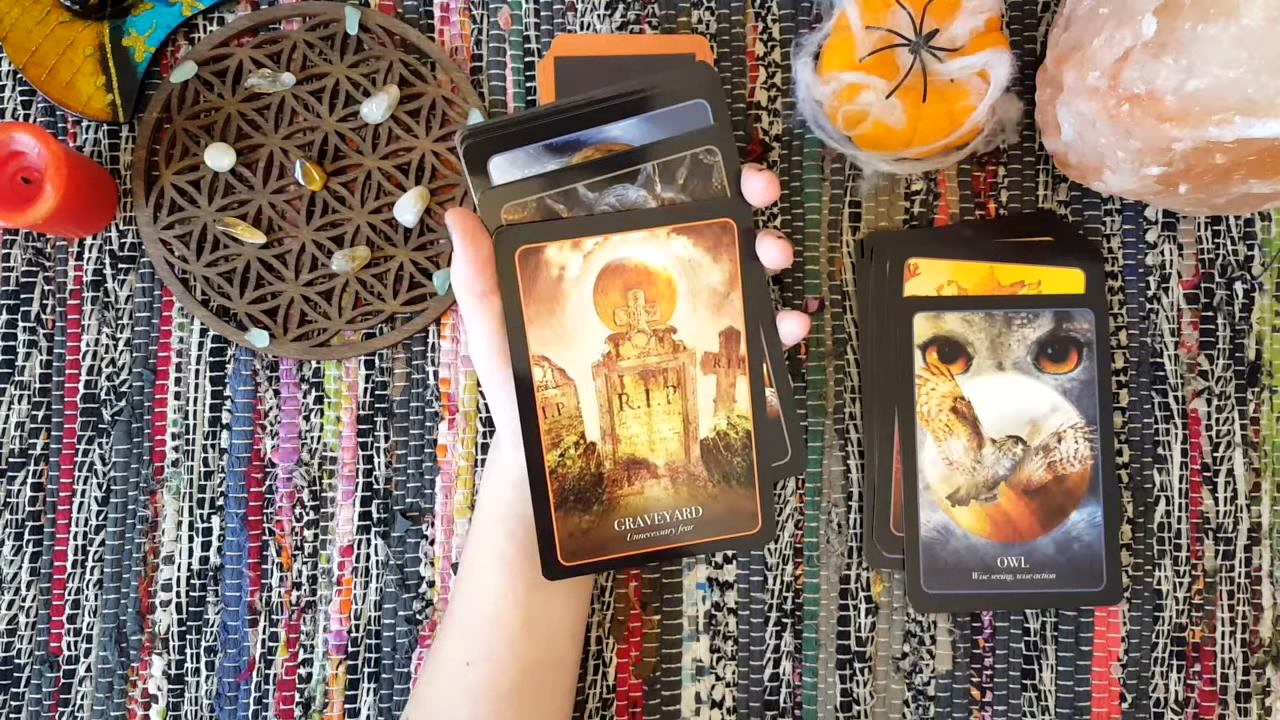 R.I.P
I.P
R.I.P
GRAVEYARD
Unnecessary fear
OWL
Wise seeing, wise action